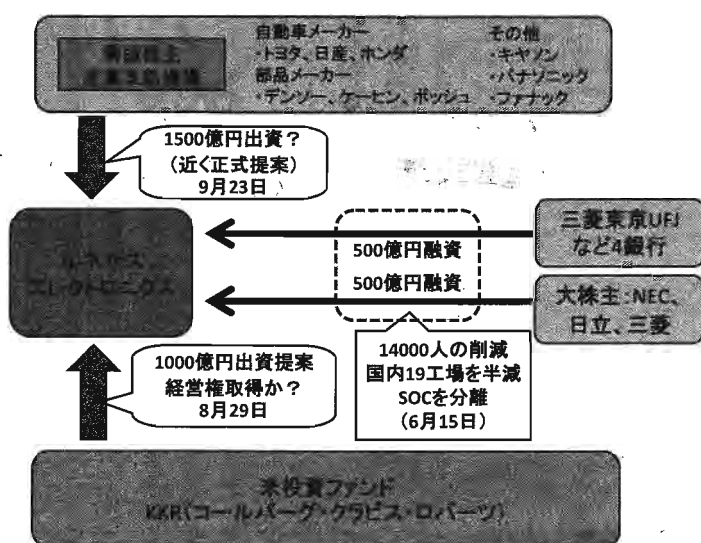 自動車メーカー
・トヨタ、日産、ホンダ
部品メーカー
・デンソー、ケーヒン、ボッシュ
その他
・キヤノン
・パナソニック
・ファナック
産業革新機構
1500億円出資?
(近く正式提案)
9月23日
ルネサス
エレクトロニクス
500億円融資
500億円融資
三菱東京UFJ
など4銀行
大株主:NEC、
日立、三菱
14000人の削減
国内19工場を半減
SOCを分離
(6月15日)
1000億円出資提案
経営権取得か?
8月29日
米投資ファンド
KKR(コールバーグ・クラビス・ロバーツ)